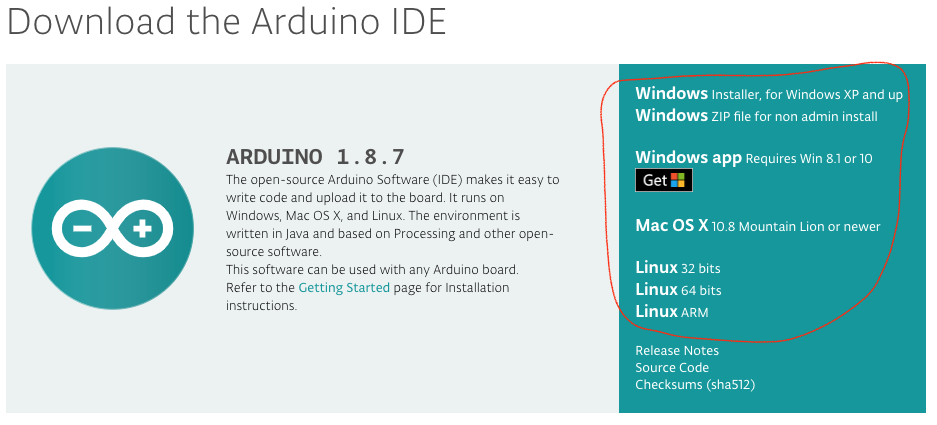 Download the Arduino IDE
ARDUINO 1.8.7
The open-source Arduino Software (IDE) makes it easy to
write code and upload it to the board. It runs on
Windows, Mac OS X, and Linux. The environment is
written in Java and based on Processing and other open-
source software.
This software can be used with any Arduino board.
Refer to the Getting Started page for Installation
instructions.
Windows Installer, for Windows XP and up
Windows ZIP file for non admin install
Windows app Requires Win 8.1 or 10
Get
Mac OS X 10.8 Mountain Lion or newer
Linux 32 bits
Linux 64 bits
Linux ARM
Release Notes
Source Code
Checksums (sha512)